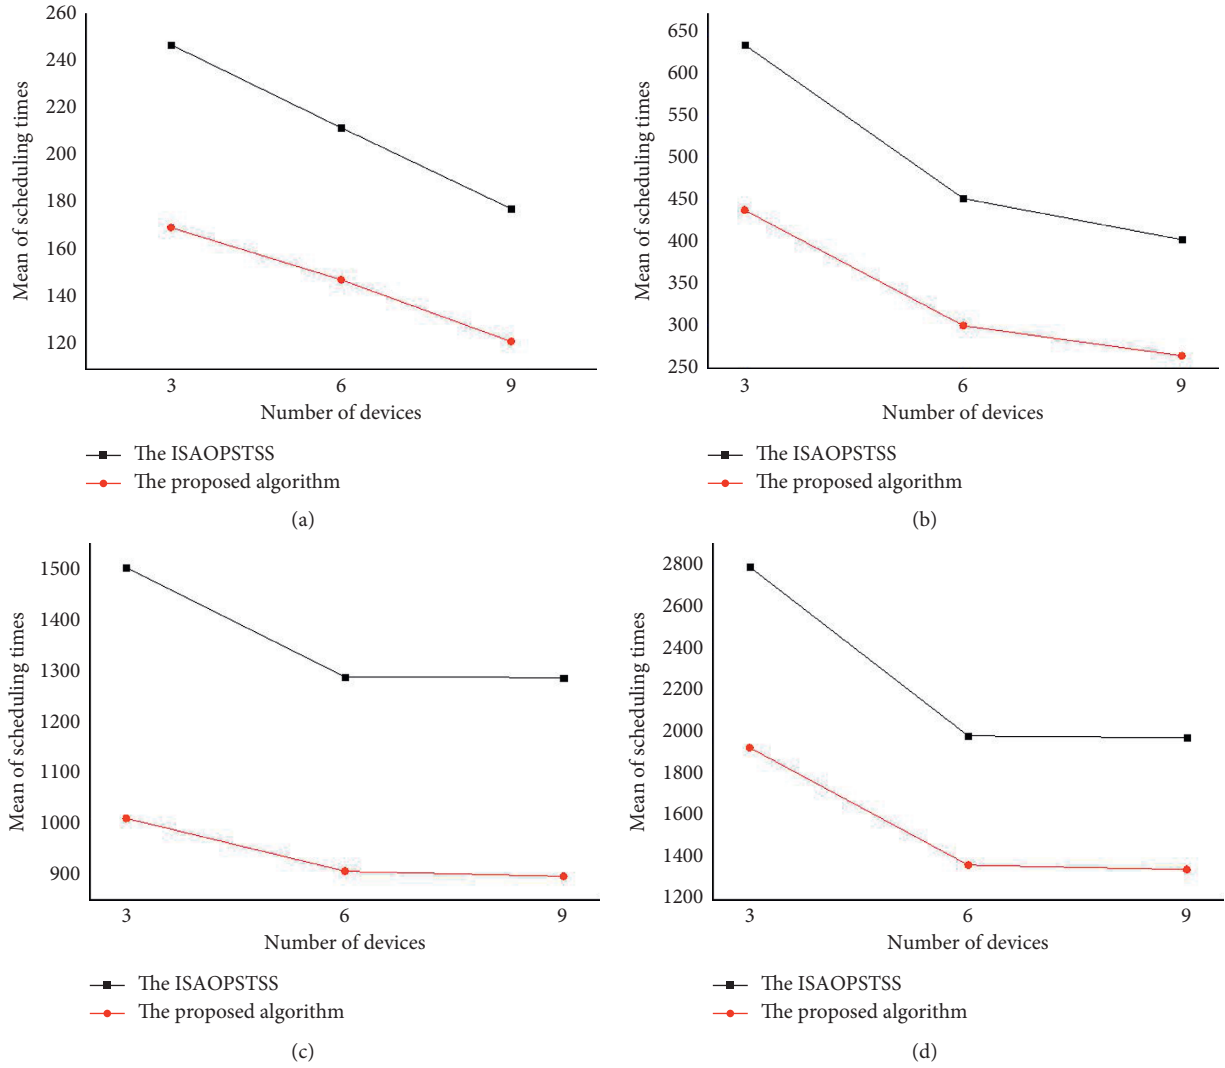 260
240
220
200
180
160
140
120
Mean of scheduling times
3 6 9
Number of devices
The ISAOPSTSS
The proposed algorithm
(a)
650
600
550
500
450
400
350
300
250
Mean of scheduling times
3 6 9
Number of devices
The ISAOPSTSS
The proposed algorithm
(b)
1500
1400
1300
1200
1100
1000
900
Mean of scheduling times
3 6 9
Number of devices
The ISAOPSTSS
The proposed algorithm
(c)
2800
2600
2400
2200
2000
1800
1600
1400
1200
Mean of scheduling times
3 6 9
Number of devices
The ISAOPSTSS
The proposed algorithm
(d)